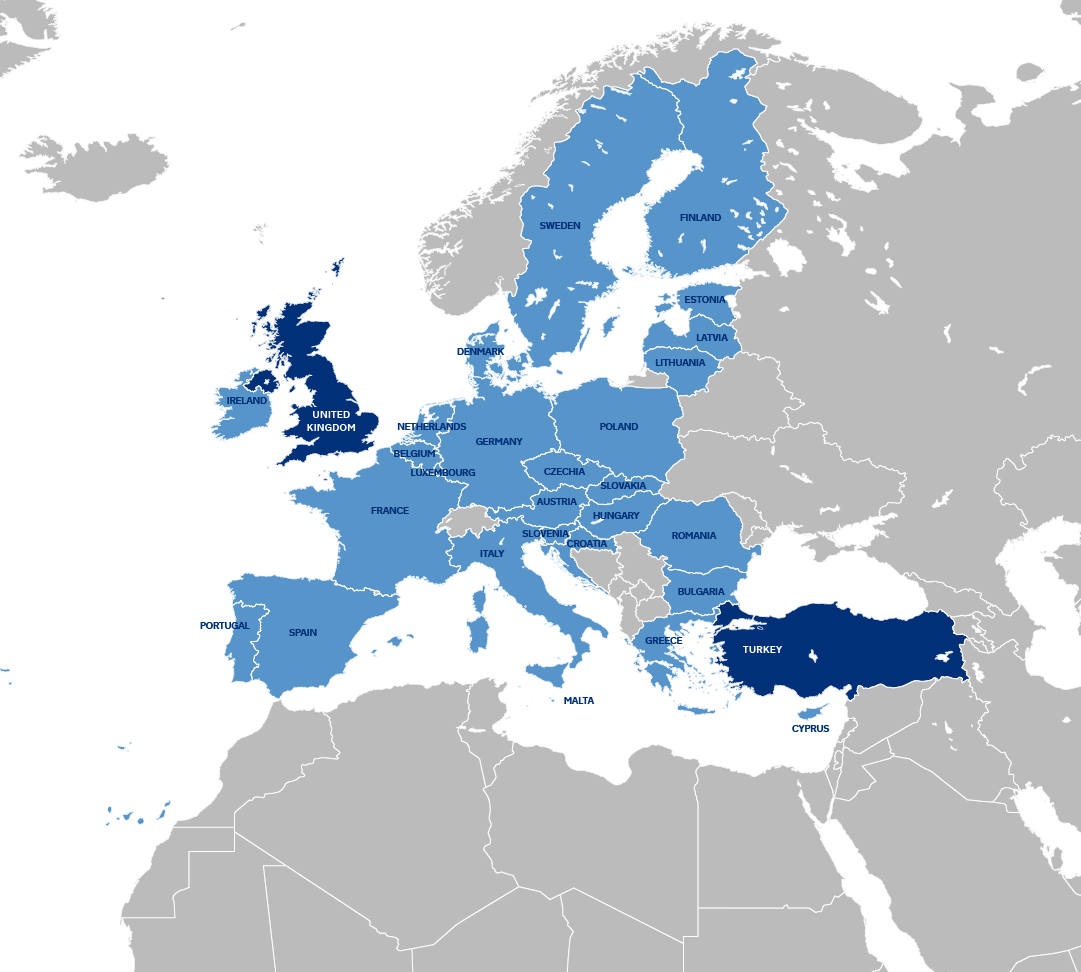 SWEDEN
FINLAND
ESTONIA
LATVIA
LITHUANIA
DENMARK
IRELAND
UNITED
KINGDOM
NETHERLANDS
BELGIUM
LUXEMBOURG
GERMANY
POLAND
CZECHIA
SLOVAKIA
AUSTRIA
HUNGARY
FRANCE
SLOVENIA
CROATIA
ITALY
ROMANIA
BULGARIA
PORTUGAL
SPAIN
GREECE
TURKEY
MALTA
CYPRUS